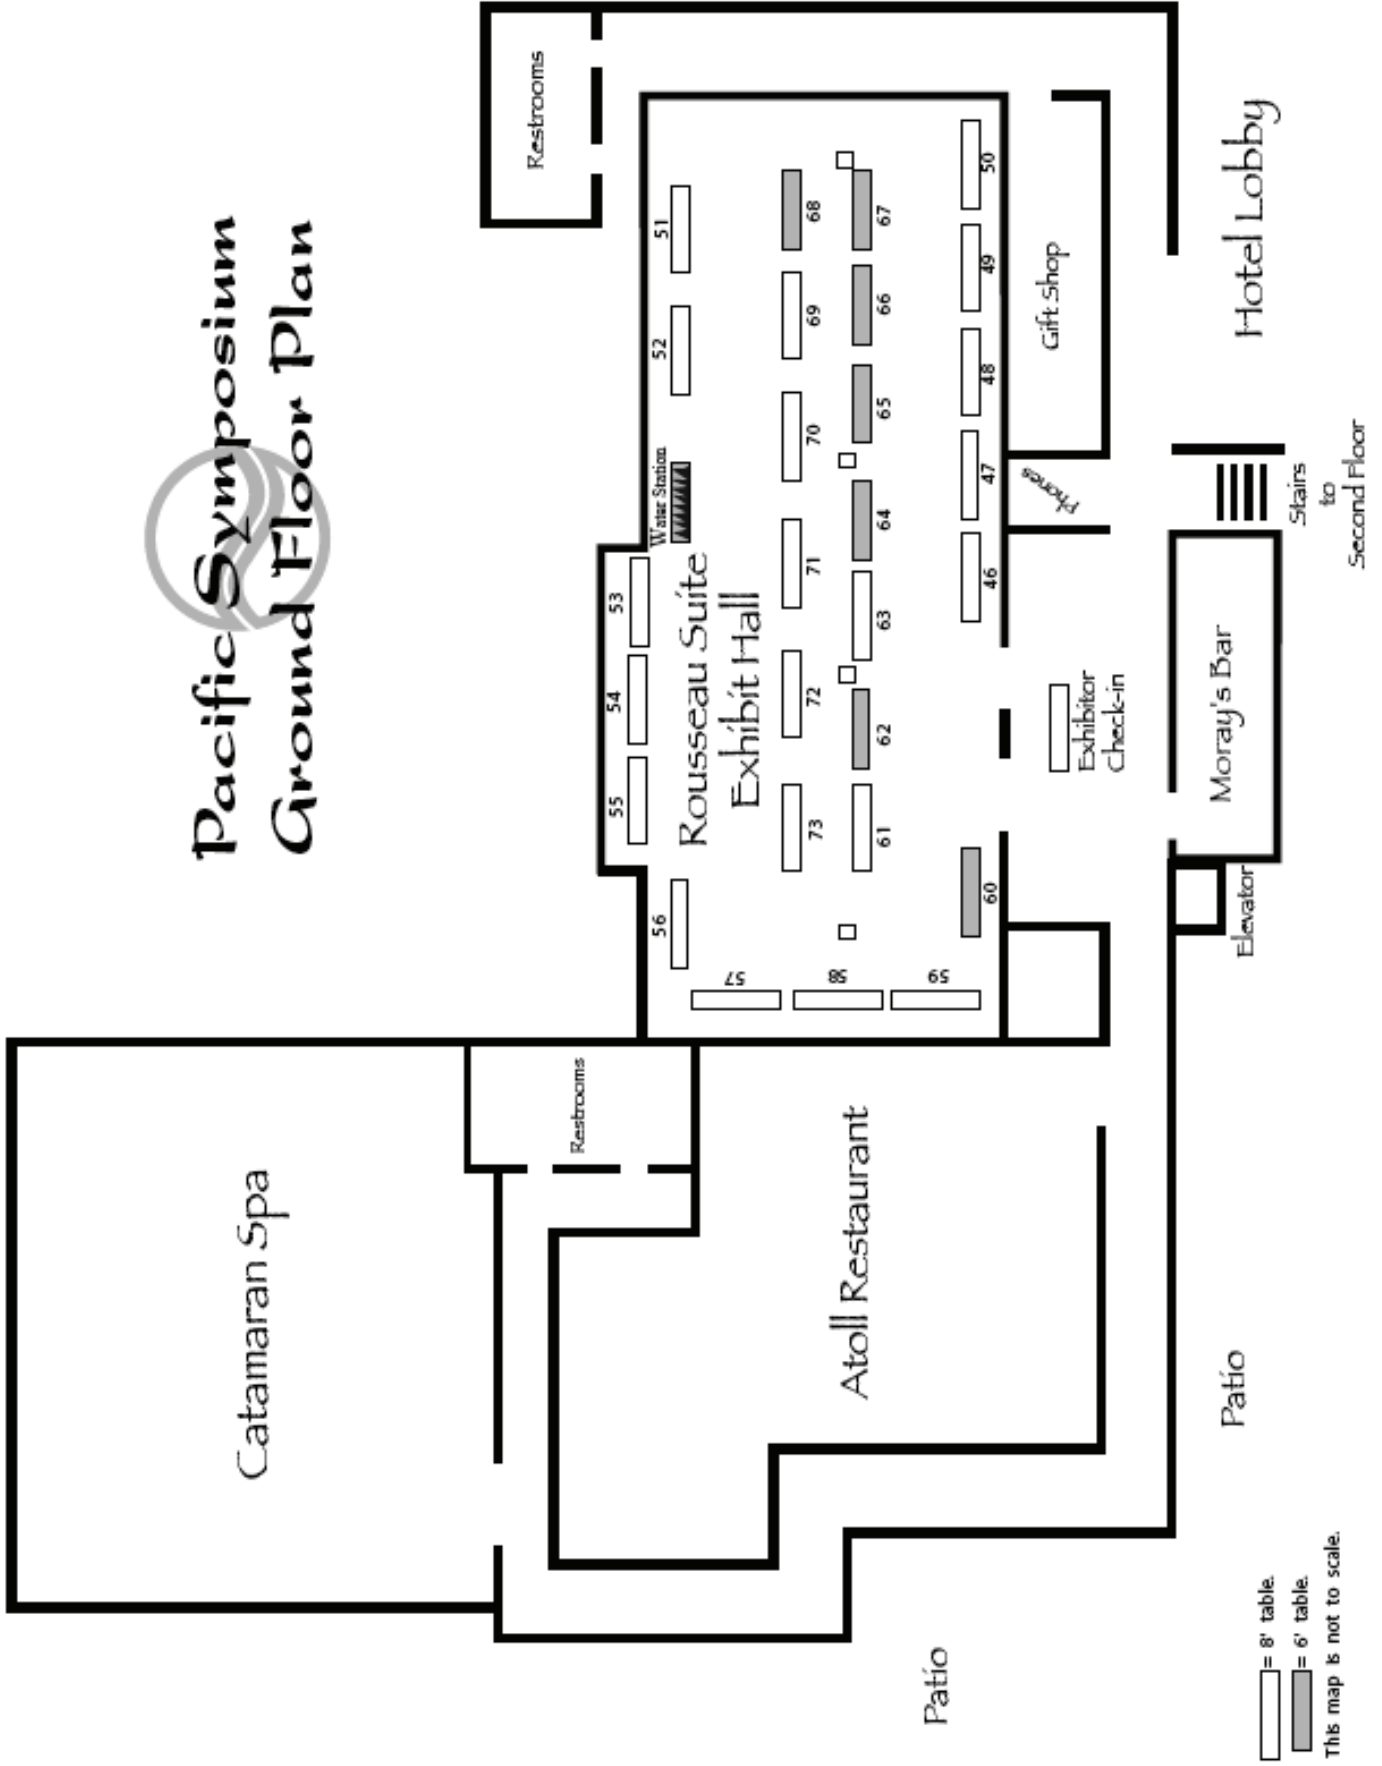 Pacific Symposium
Ground Floor Plan
Catamaran Spa
Restrooms
Restrooms
Atoll Restaurant
Patio
Patio
Rousseau Suite
Exhibit Hall
Water Station
51
52
53
54
55
56
57
58
59
60
61
62
63
64
65
66
67
68
69
70
71
72
73
46
47
48
49
50
Gift Shop
Phones
Exhibitor
Check-in
Moray's Bar
Elevator
Hotel Lobby
Stairs
to
Second Floor
= 8' table.
= 6' table.
This map is not to scale.